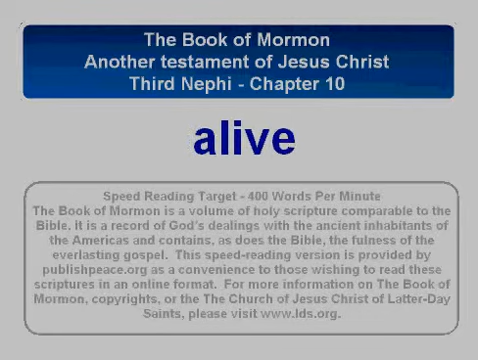 The Book of Mormon
Another testament of Jesus Christ
Third Nephi - Chapter 10
alive
Speed Reading Target - 400 Words Per Minute
The Book of Mormon is a volume of holy scripture comparable to the
Bible. It is a record of God's dealings with the ancient inhabitants of
the Americas and contains, as does the Bible, the fulness of the
everlasting gospel. This speed-reading version is provided by
publishpeace.org as a convenience to those wishing to read these
scriptures in an online format. For more information on The Book of
Mormon, copyrights, or the The Church of Jesus Christ of Latter-Day
Saints, please visit www.lds.org.